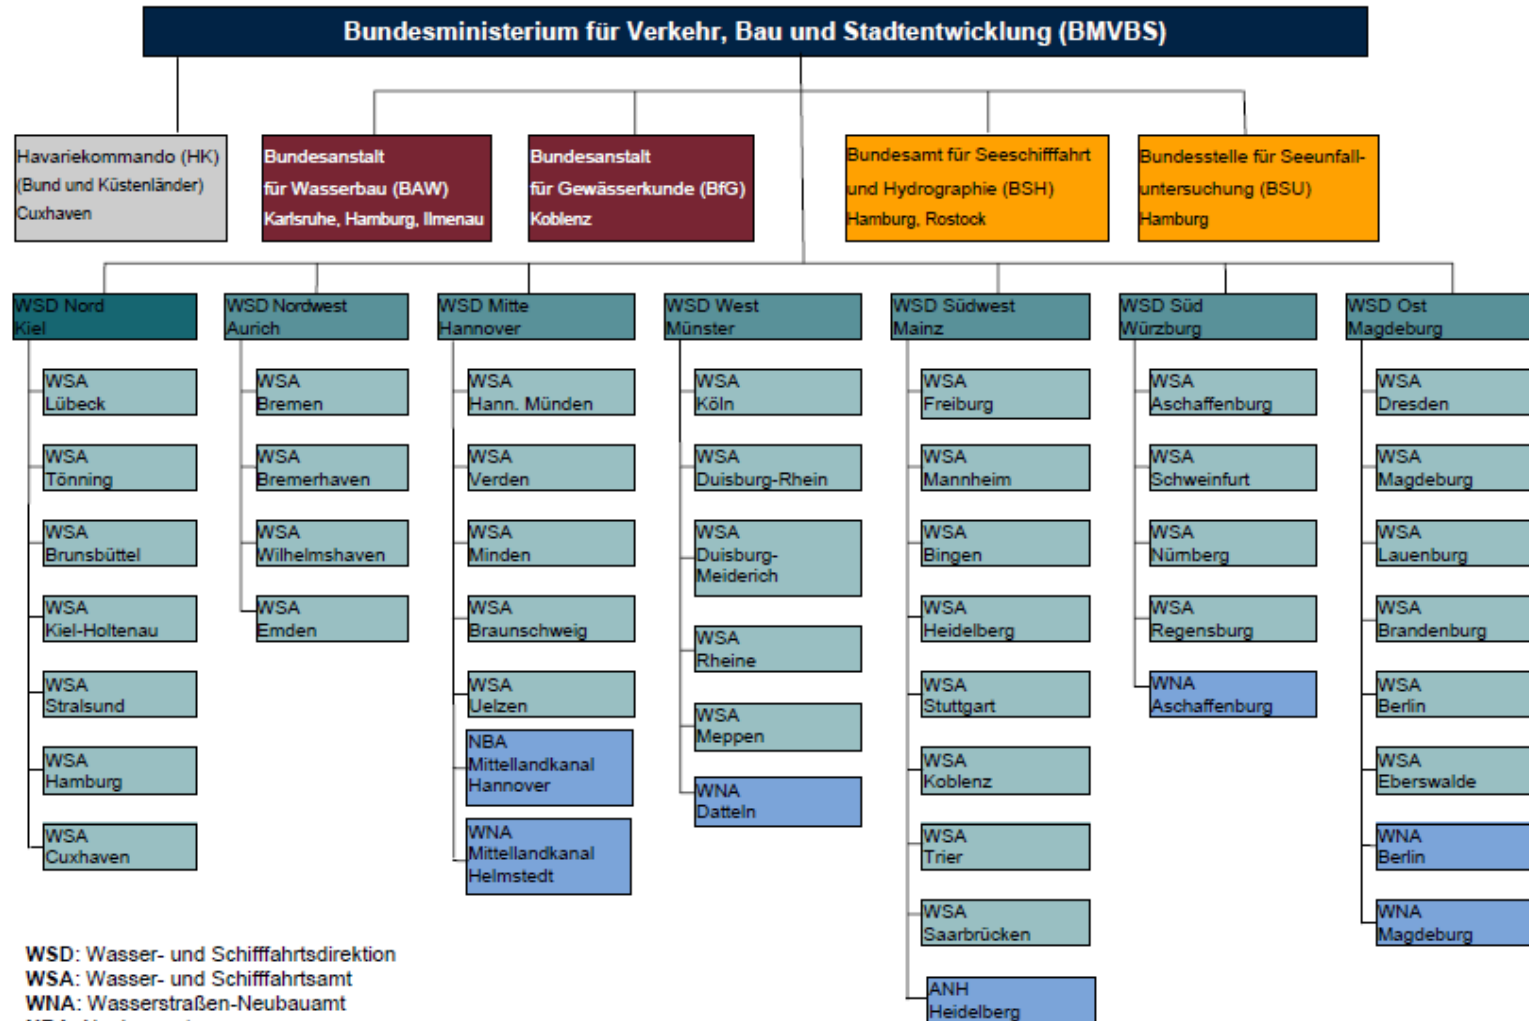 Bundesministerium für Verkehr, Bau und Stadtentwicklung (BMVBS)
Havariekommando (HK)
(Bund und Küstenländer)
Cuxhaven
Bundesanstalt
für Wasserbau (BAW)
Karlsruhe, Hamburg, Ilmenau
Bundesanstalt
für Gewässerkunde (BfG)
Koblenz
Bundesamt für Seeschifffahrt
und Hydrographie (BSH)
Hamburg, Rostock
Bundesstelle für Seeunfall-
untersuchung (BSU)
Hamburg
WSD Nord
Kiel
WSA
Lübeck
WSA
Tönning
WSA
Brunsbüttel
WSA
Kiel-Holtenau
WSA
Stralsund
WSA
Hamburg
WSA
Cuxhaven
WSD Nordwest
Aurich
WSA
Bremen
WSA
Bremerhaven
WSA
Wilhelmshaven
WSA
Emden
WSD Mitte
Hannover
WSA
Hann. Münden
WSA
Verden
WSA
Minden
WSA
Braunschweig
WSA
Uelzen
NBA
Mittellandkanal
Hannover
WNA
Mittellandkanal
Helmstedt
WSD West
Münster
WSA
Köln
WSA
Duisburg-Rhein
WSA
Duisburg-
Meiderich
WSA
Rheine
WSA
Meppen
WNA
Datteln
WSD Südwest
Mainz
WSA
Freiburg
WSA
Mannheim
WSA
Bingen
WSA
Heidelberg
WSA
Stuttgart
WSA
Koblenz
WSA
Trier
WSA
Saarbrücken
ANH
Heidelberg
WSD Süd
Würzburg
WSA
Aschaffenburg
WSA
Schweinfurt
WSA
Nürnberg
WSA
Regensburg
WNA
Aschaffenburg
WSD Ost
Magdeburg
WSA
Dresden
WSA
Magdeburg
WSA
Lauenburg
WSA
Brandenburg
WSA
Berlin
WSA
Eberswalde
WNA
Berlin
WNA
Magdeburg
WSD: Wasser- und Schifffahrtsdirektion
WSA: Wasser- und Schifffahrtsamt
WNA: Wasserstraßen-Neubauamt